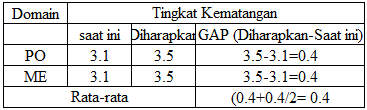 Domain Tingkat Kematangan
saat ini Diharapkan GAP (Diharapkan-Saat ini)
PO 3.1 3.5 3.5-3.1=0.4
ME 3.1 3.5 3.5-3.1=0.4
Rata-rata (0.4+0.4/2= 0.4